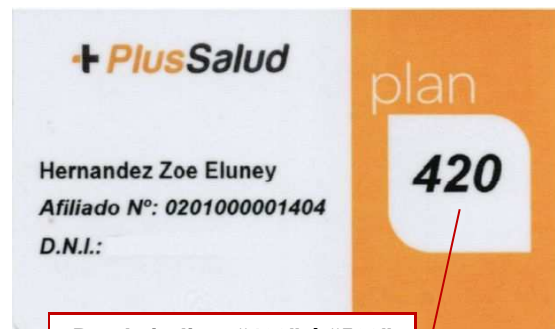 PlusSalud
plan
420
Hernandez Zoe Eluney
Afiliado Nº: 0201000001404
D.N.I.: